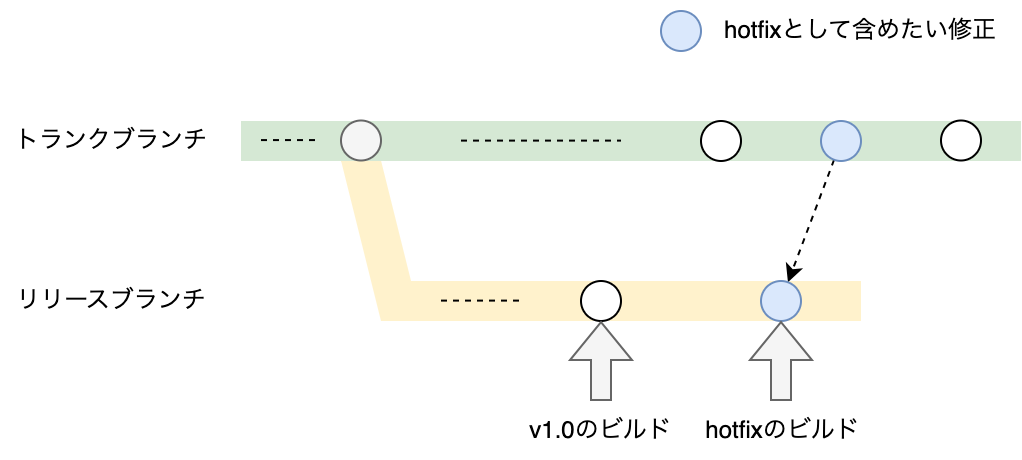 hotfixとして含めたい修正
トランクブランチ
リリースブランチ
v1.0のビルド
hotfixのビルド